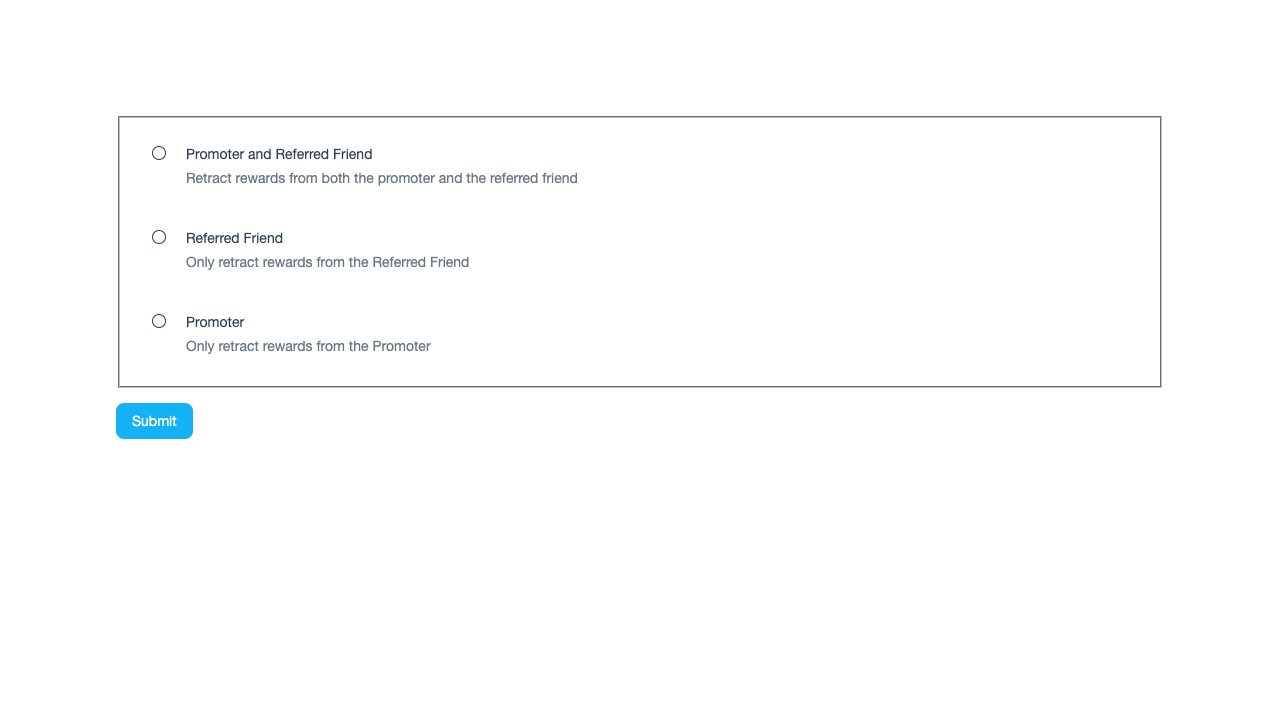 Promoter and Referred Friend
Retract rewards from both the promoter and the referred friend
Referred Friend
Only retract rewards from the Referred Friend
Promoter
Only retract rewards from the Promoter
Submit